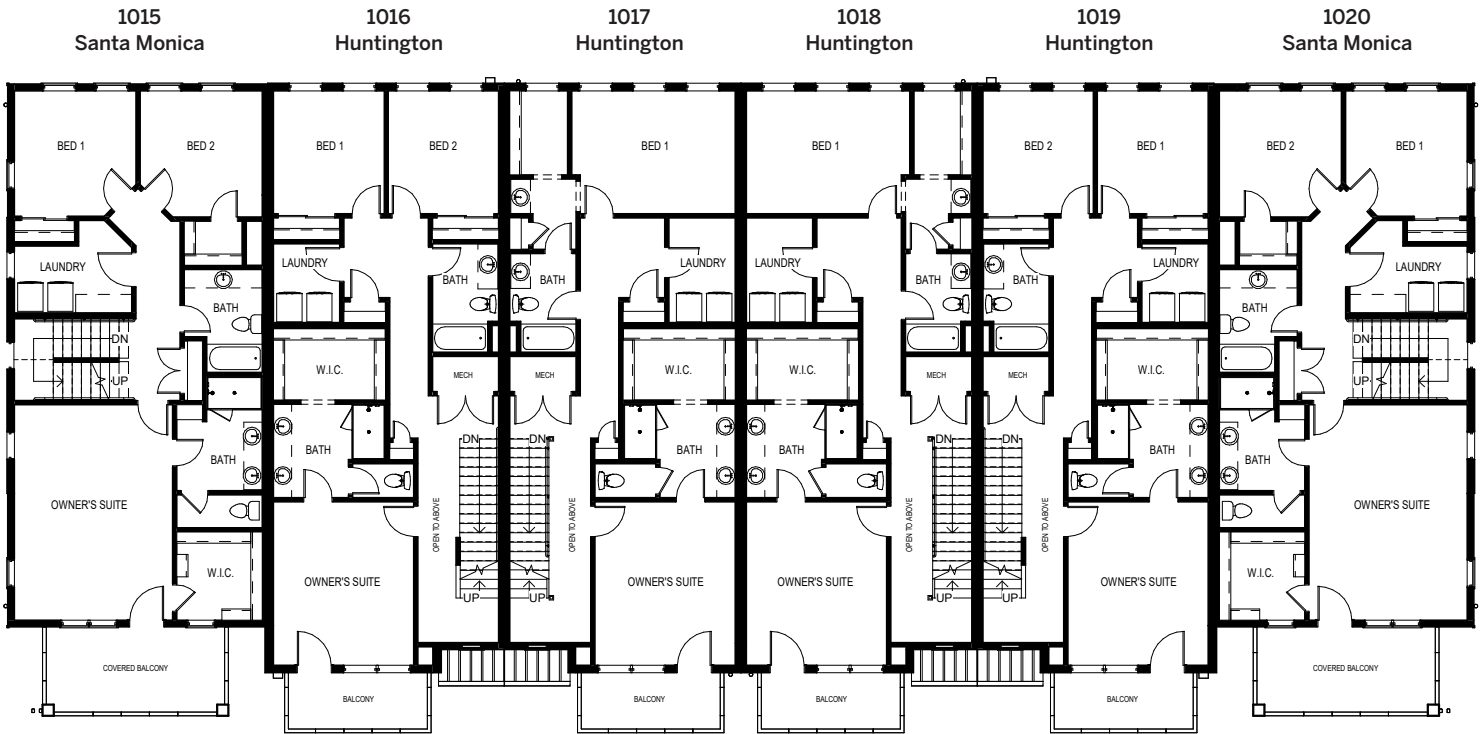 1015
Santa Monica
1016
Huntington
1017
Huntington
1018
Huntington
1019
Huntington
1020
Santa Monica
BED 1
BED 2
BED 1
BED 2
BED 1
BED 1
BED 2
BED 1
BED 2
BED 1
LAUNDRY
LAUNDRY
BATH
BATH
LAUNDRY
LAUNDRY
BATH
BATH
LAUNDRY
LAUNDRY
BATH
BATH
DN
UP
DN
UP
W.I.C.
MECH
MECH
W.I.C.
W.I.C.
MECH
MECH
W.I.C.
BATH
BATH
BATH
BATH
BATH
BATH
DN
DN
DN
DN
OWNER'S SUITE
OWNER'S SUITE
OPEN TO ABOVE
OPEN TO ABOVE
OPEN TO ABOVE
OPEN TO ABOVE
W.I.C.
W.I.C.
OWNER'S SUITE
OWNER'S SUITE
OWNER'S SUITE
OWNER'S SUITE
UP
UP
UP
UP
COVERED BALCONY
COVERED BALCONY
BALCONY
BALCONY
BALCONY
BALCONY